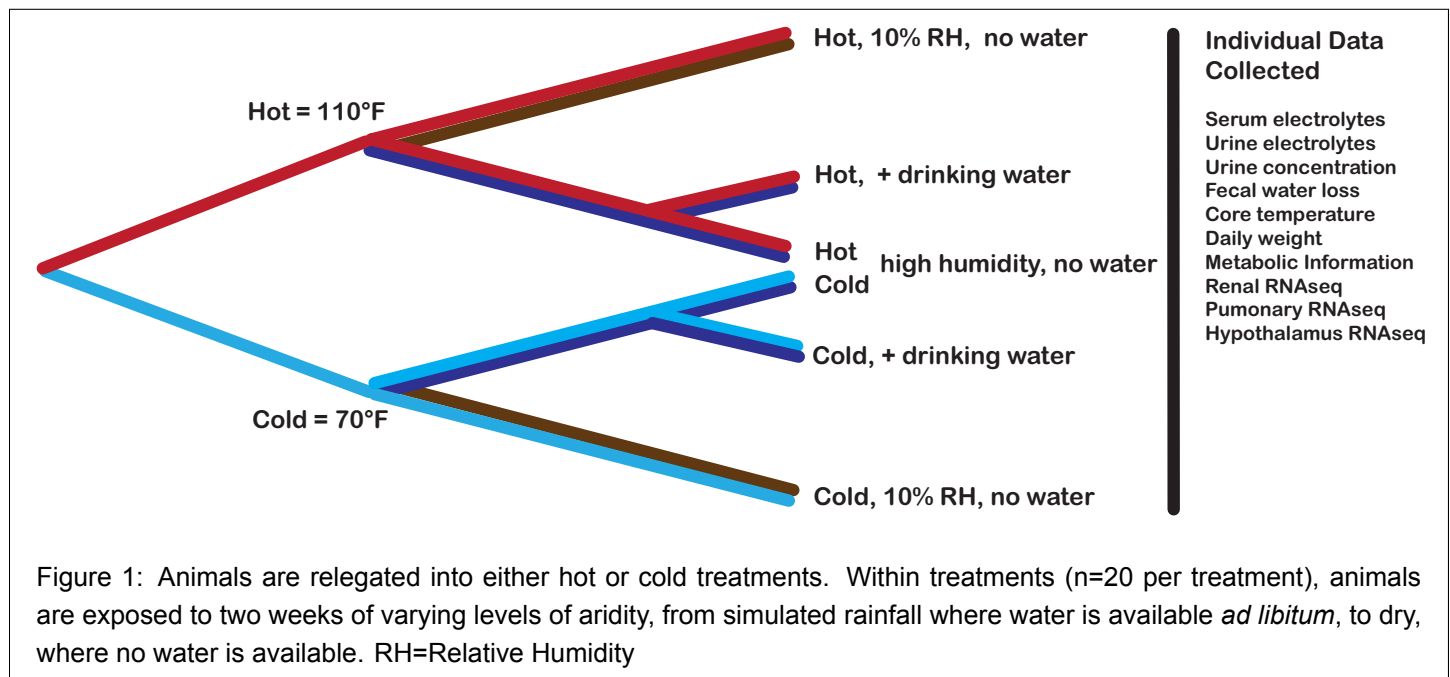 Hot, 10% RH, no water
Hot = 110°F
Hot, + drinking water
Hot
Cold
high humidity, no water
Cold, + drinking water
Cold = 70°F
Cold, 10% RH, no water
Individual Data
Collected
Serum electrolytes
Urine electrolytes
Urine concentration
Fecal water loss
Core temperature
Daily weight
Metabolic Information
Renal RNAseq
Pumonary RNAseq
Hypothalamus RNAseq
Figure 1: Animals are relegated into either hot or cold treatments. Within treatments (n=20 per treatment), animals
are exposed to two weeks of varying levels of aridity, from simulated rainfall where water is available ad libitum, to dry,
where no water is available. RH=Relative Humidity